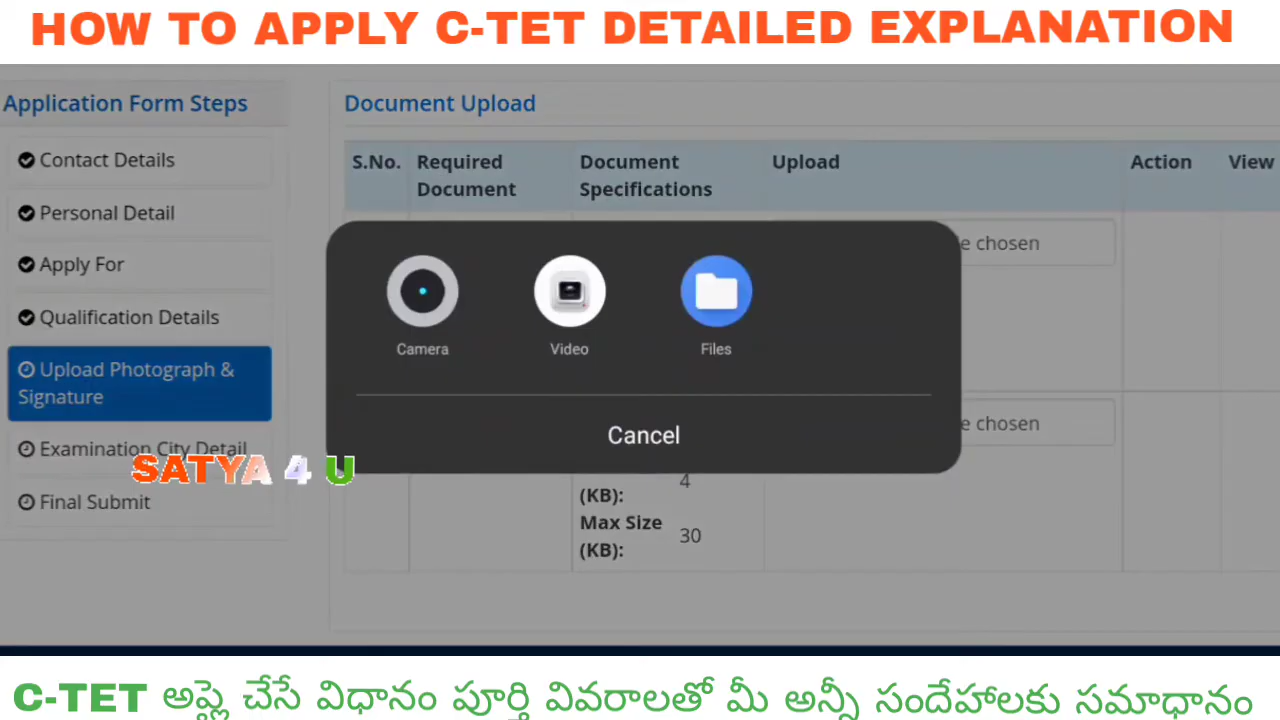 HOW TO APPLY C-TET DETAILED EXPLANATION
Application Form Steps
Contact Details
Personal Detail
Apply For
Qualification Details
Upload Photograph &
Signature
Examination City Detail
Final Submit
SATYA 4 U
Document Upload
S.No.
Required
Document
Document
Specifications
Upload
Action
View
e chosen
Camera
Video
Files
Cancel
e chosen
(KB):
4
Max Size
(KB):
30
C-TET అప్లై చేసే విధానం పూర్తి వివరాలతో మీ అన్నీ సందేహాలకు సమాధానం